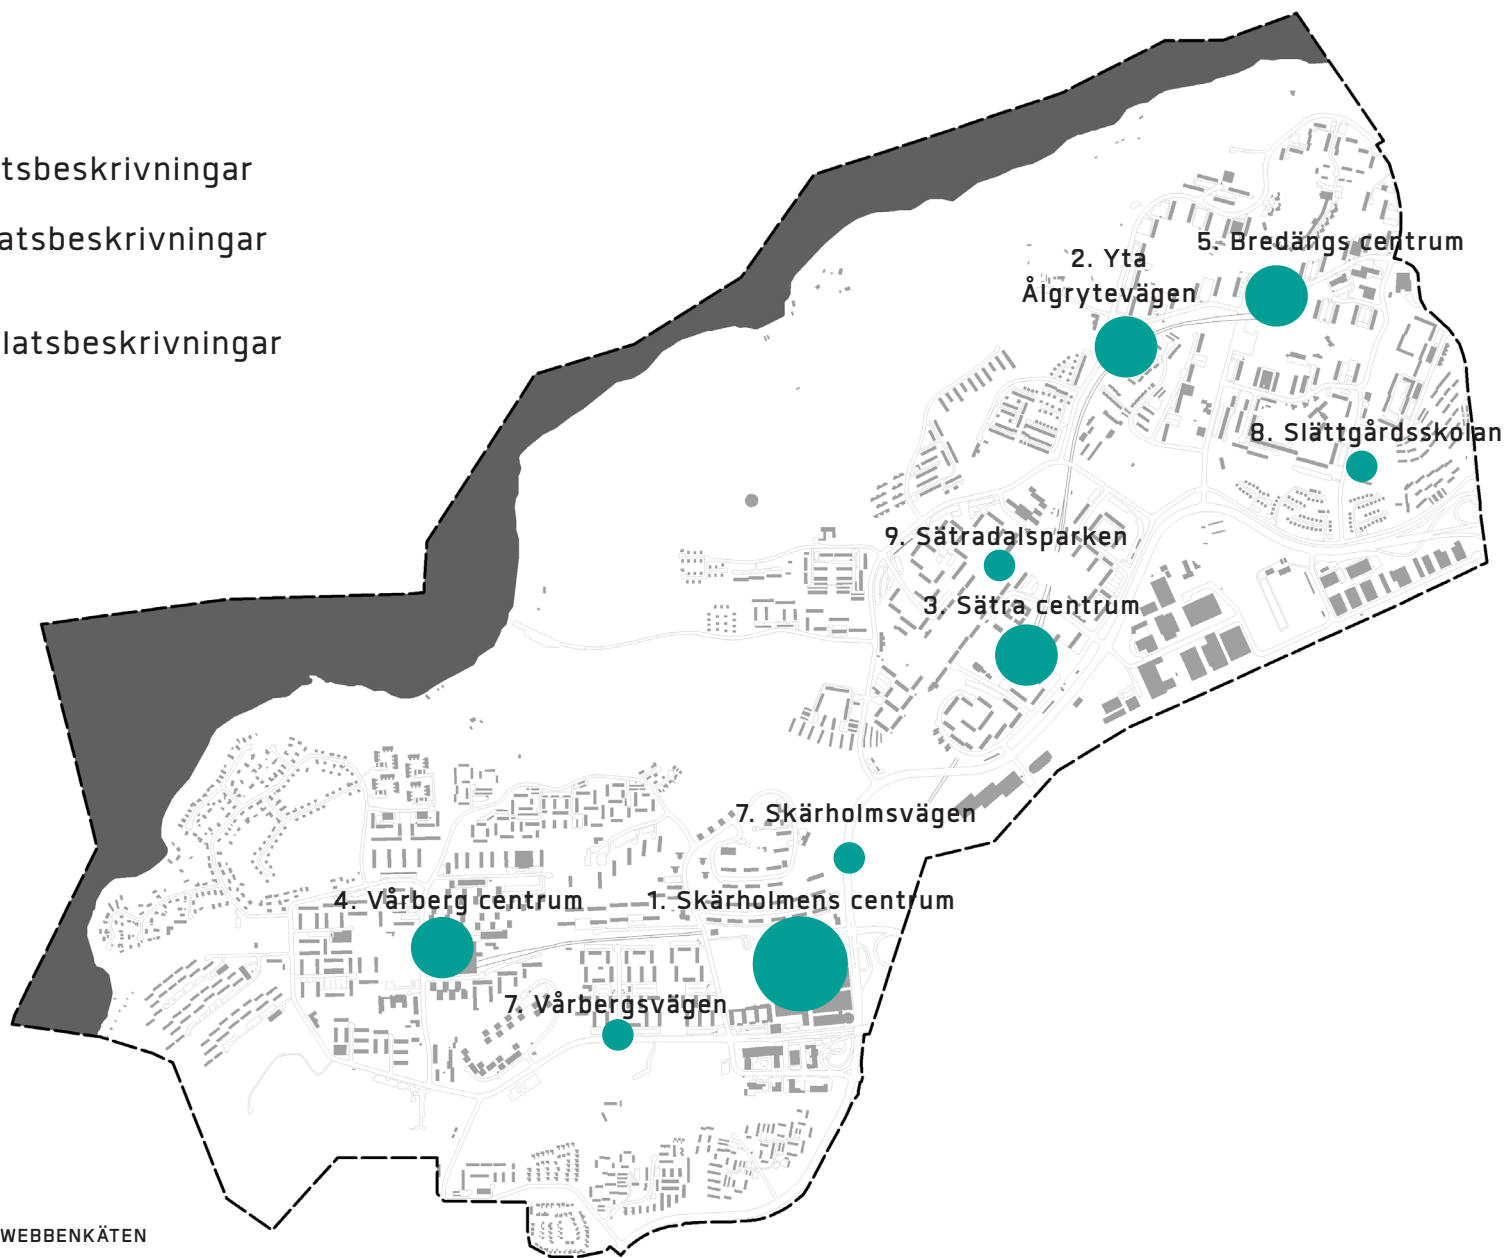 tsbeskrivningar
atsbeskrivningar
latsbeskrivningar
5. Bredängs centrum
2. Yta
Ålgrytevägen
8. Slättgårdsskolan
9. Sätradalsparken
3. Sätra centrum
7. Skärholmsvägen
4. Vårberg centrum
1. Skärholmens centrum
7. Vårbergsvägen
WEBBENKÄTEN